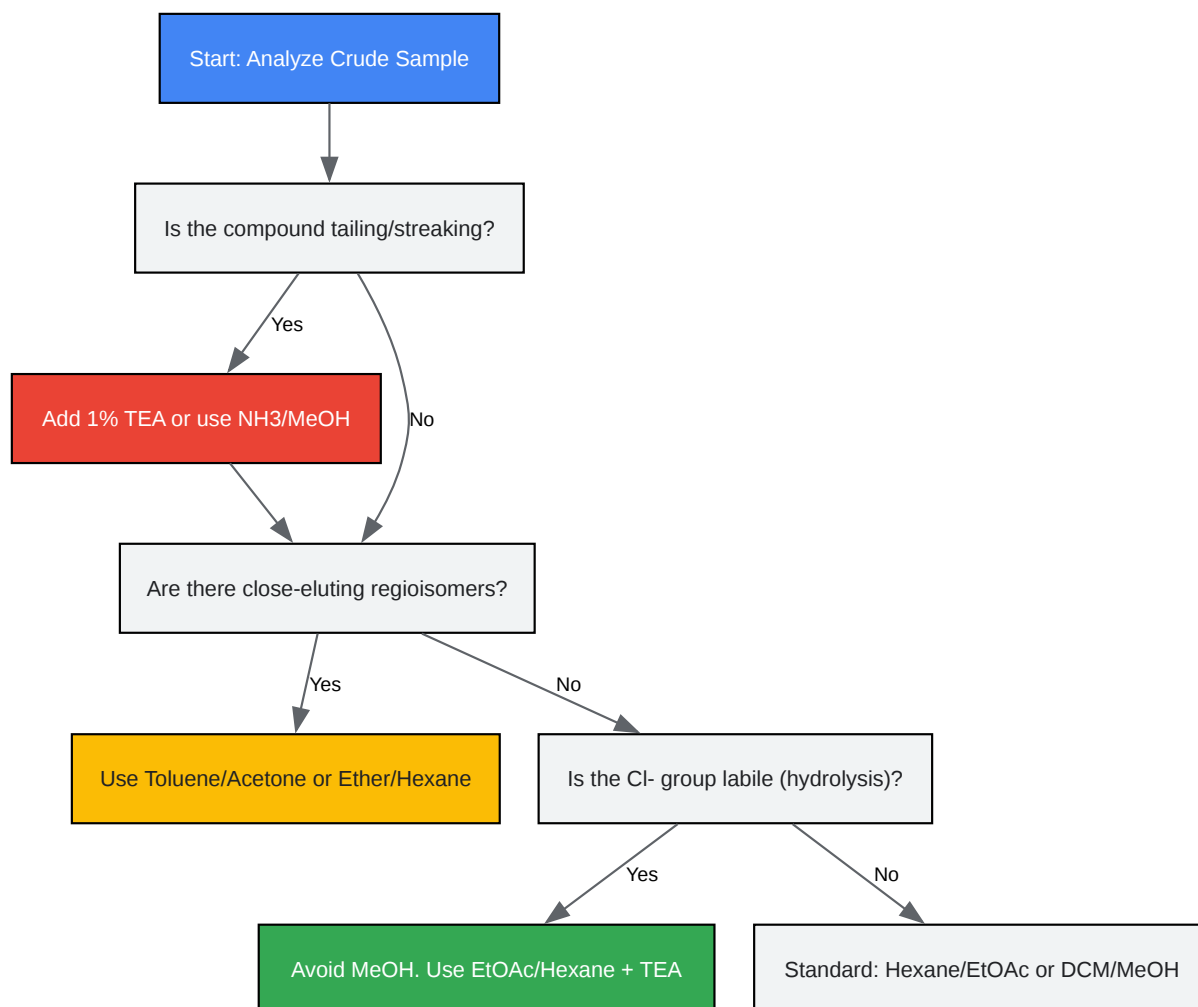 Start: Analyze Crude Sample
Is the compound tailing/streaking?
Yes
Add 1% TEA or use NH3/MeOH
No
Are there close-eluting regioisomers?
Yes
No
Use Toluene/Acetone or Ether/Hexane
Is the Cl- group labile (hydrolysis)?
Yes
No
Avoid MeOH. Use EtOAc/Hexane + TEA
Standard: Hexane/EtOAc or DCM/MeOH